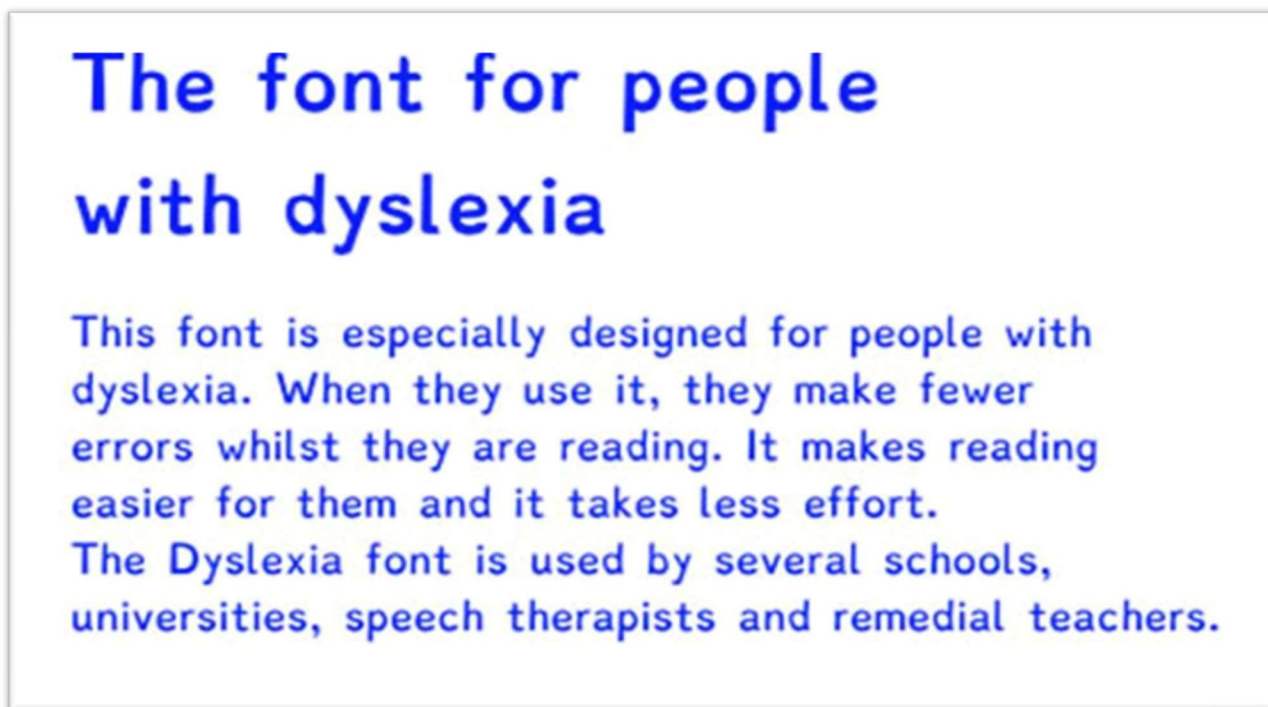 The font for people
with dyslexia
This font is especially designed for people with
dyslexia. When they use it, they make fewer
errors whilst they are reading. It makes reading
easier for them and it takes less effort.
The Dyslexia font is used by several schools,
universities, speech therapists and remedial teachers.